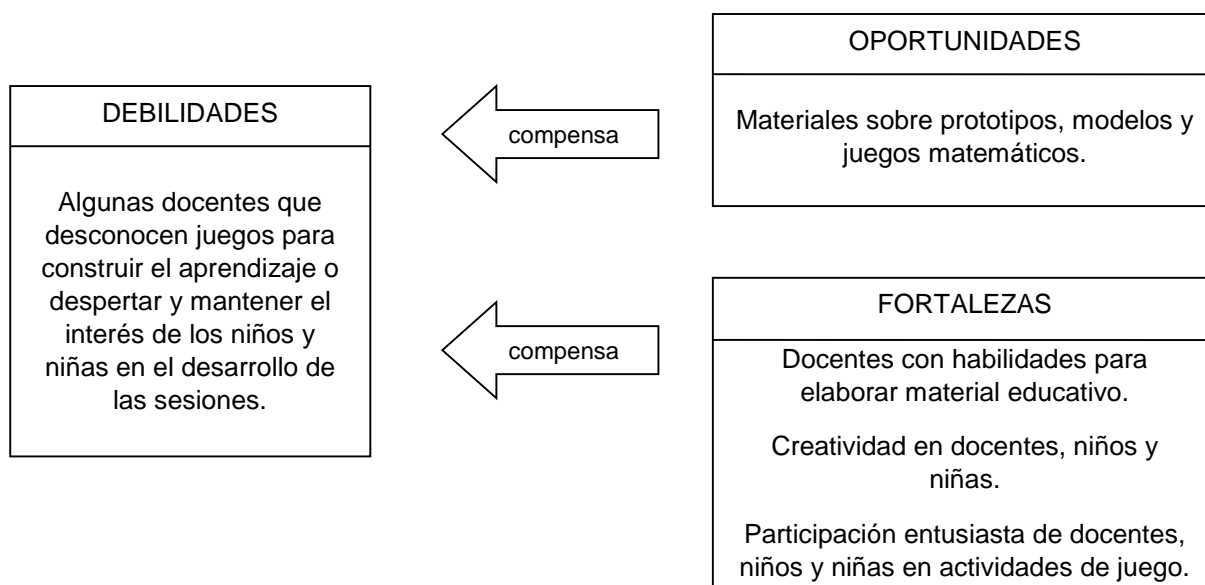 DEBILIDADES
Algunas docentes que
desconocen juegos para
construir el aprendizaje o
despertar y mantener el
interés de los niños y
niñas en el desarrollo de
las sesiones.
compensa
OPORTUNIDADES
Materiales sobre prototipos, modelos y
juegos matemáticos.
compensa
FORTALEZAS
Docentes con habilidades para
elaborar material educativo.
Creatividad en docentes, niños y
niñas.
Participación entusiasta de docentes,
niños y niñas en actividades de juego.